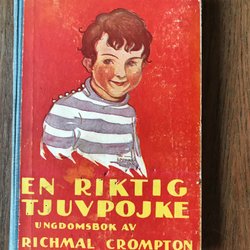 EN RIKTIG
TJUVPOJKE
UNGDOMSBOK AV
RICHMAL CROMPTON